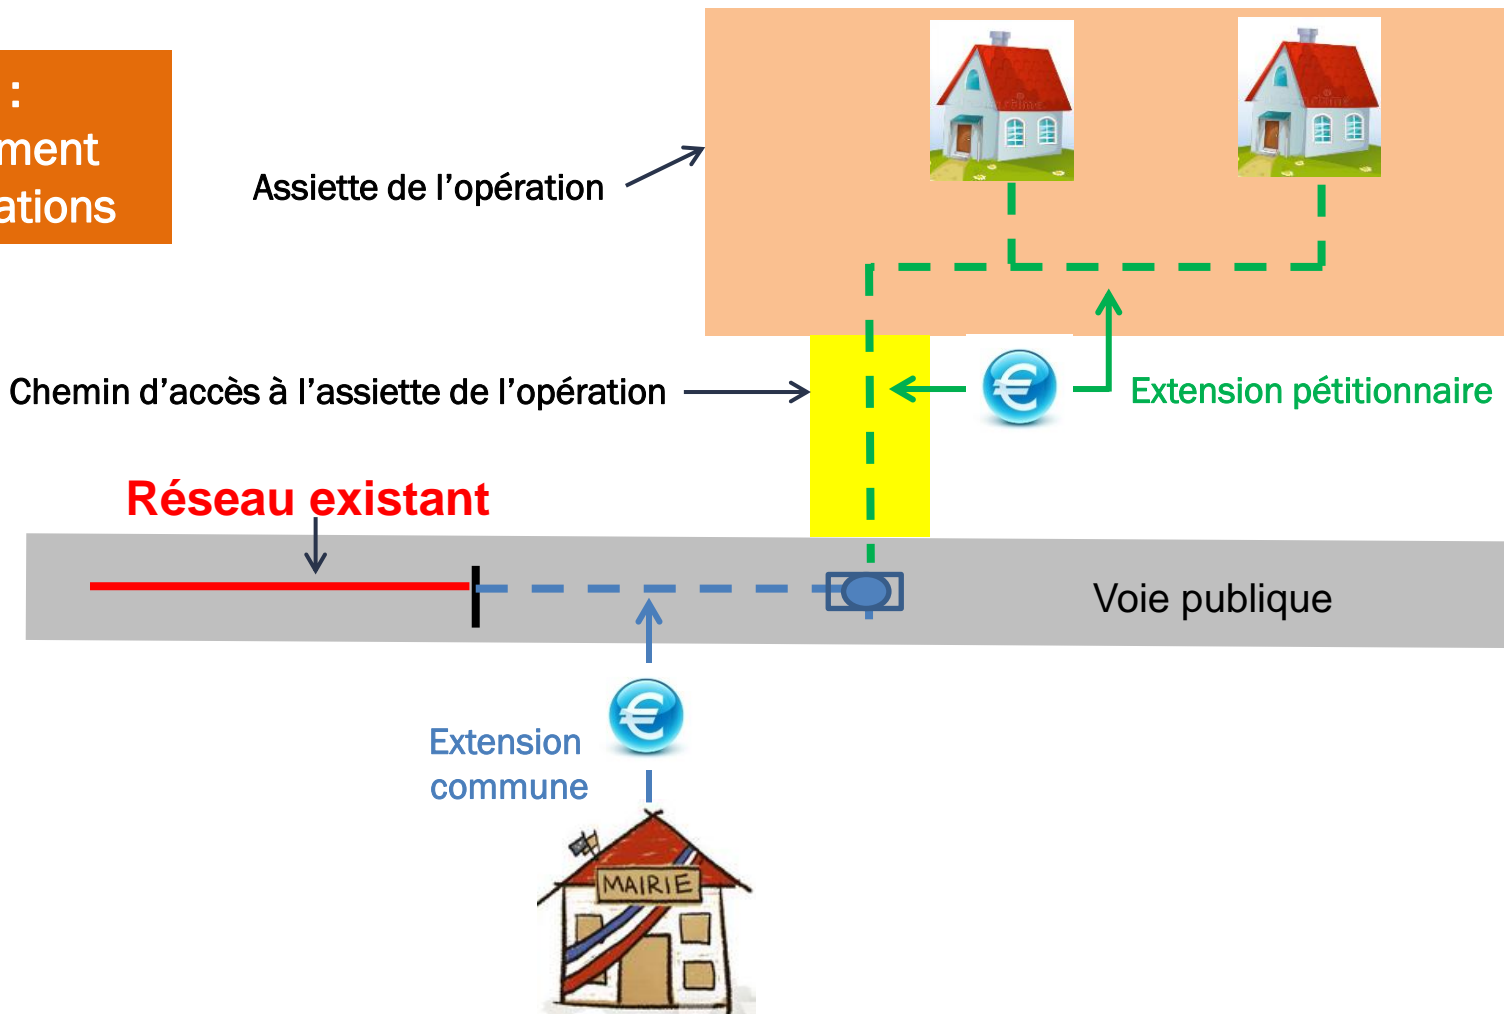 :
ment
ations
Assiette de l’opération
Chemin d’accès à l’assiette de l’opération
€
Extension pétitionnaire
Réseau existant
Voie publique
€
Extension
commune
MAIRIE